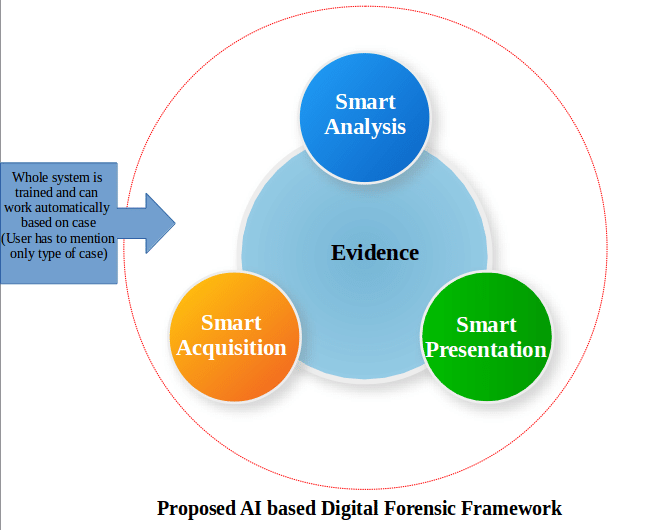 Smart
Analysis
Whole system is
trained and can
work automatically
based on case
(User has to mention
only type of case)
Evidence
Smart
Acquisition
Smart
Presentation
Proposed AI based Digital Forensic Framework